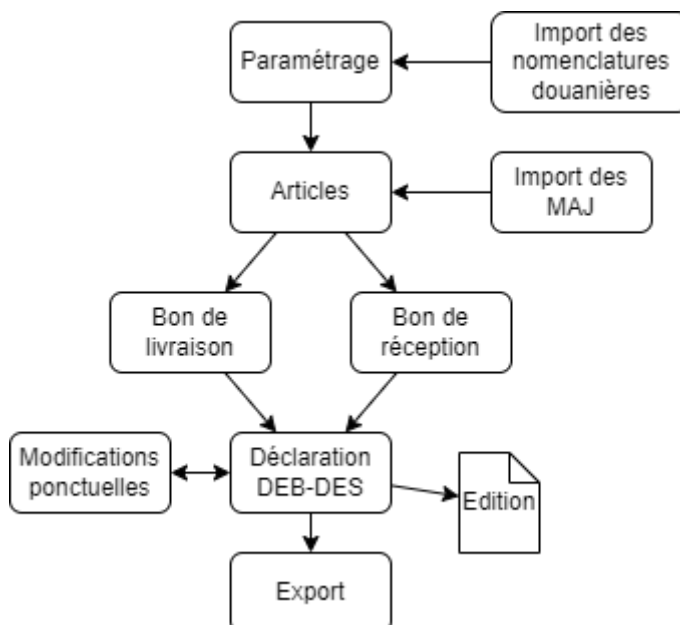 Paramétrage
Import des
nomenclatures
douanières
Articles
Import des
MAJ
Bon de
livraison
Bon de
réception
Modifications
ponctuelles
Déclaration
DEB-DES
Edition
Export